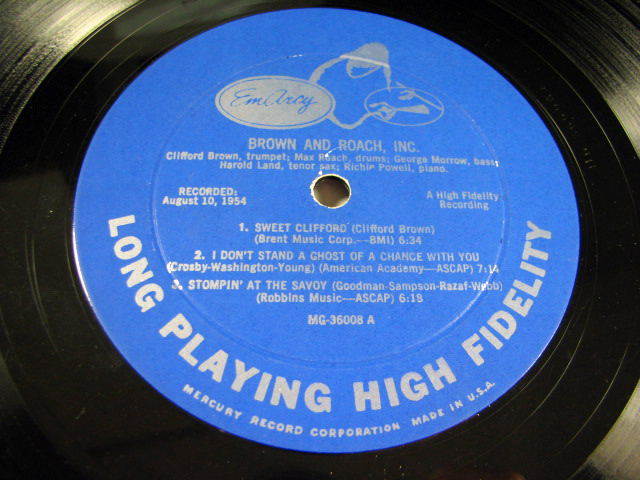 EmArcy
BROWN AND ROACH, INC.
Clifford Brown, trumpet; Max Roach, drums; George Morrow, bass;
Harold Land, tenor sax; Richie Powell, piano.
RECORDED:
August 10, 1954
A High Fidelity
Recording
1. SWEET CLIFFORD (Clifford Brown)
(Brent Music Corp.—BMI) 6:34
2. I DON'T STAND A GHOST OF A CHANCE WITH YOU
(Crosby-Washington-Young) (American Academy—ASCAP) 7:14
3. STOMPIN' AT THE SAVOY (Goodman-Sampson-Razaf-Webb)
(Robbins Music—ASCAP) 6:18
MG-36008 A
LONG PLAYING HIGH FIDELITY
MERCURY RECORD CORPORATION MADE IN U.S.A.